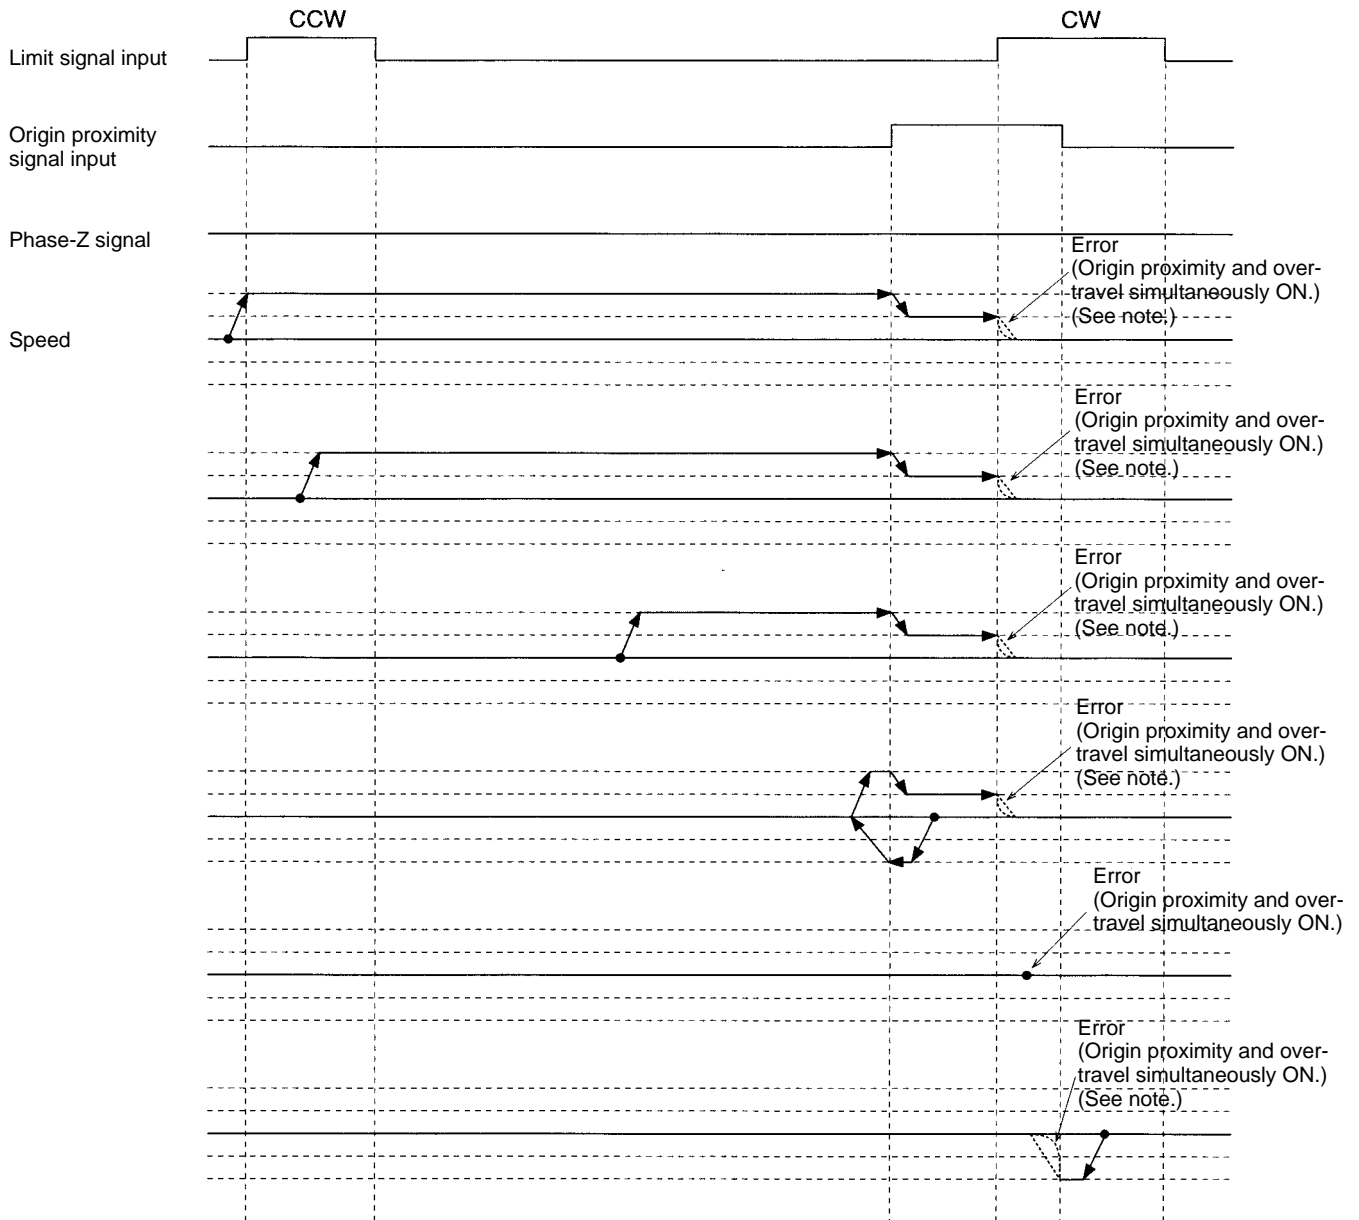 CCW
CW
Limit signal input
Origin proximity
signal input
Phase-Z signal
Error
(Origin proximity and over-
travel simultaneously ON.)
(See note.)
Speed
Error
(Origin proximity and over-
travel simultaneously ON.)
(See note.)
Error
(Origin proximity and over-
travel simultaneously ON.)
(See note.)
Error
(Origin proximity and over-
travel simultaneously ON.)
(See note.)
Error
(Origin proximity and over-
travel simultaneously ON.)
Error
(Origin proximity and over-
travel simultaneously ON.)
(See note.)